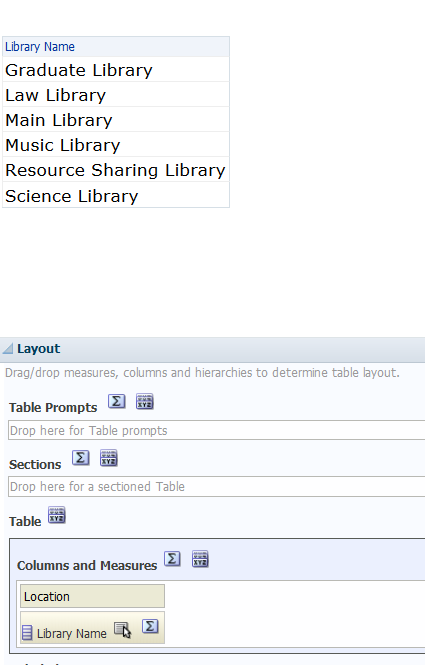 Library Name
Graduate Library
Law Library
Main Library
Music Library
Resource Sharing Library
Science Library
Layout
Drag/drop measures, columns and hierarchies to determine table layout.
Table Prompts
Drop here for Table prompts
Sections
Drop here for a sectioned Table
Table
Columns and Measures
Location
Library Name